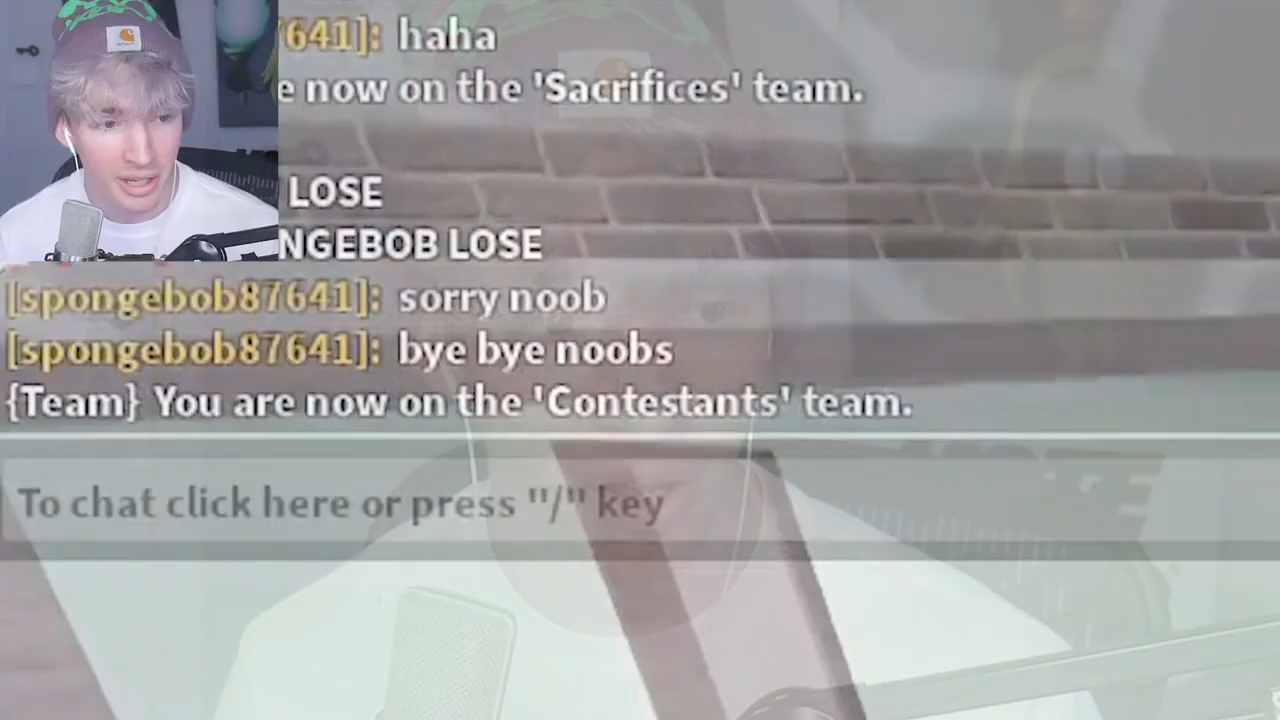 641]: haha
e now on the 'Sacrifices' team.
LOSE
NGEBOB LOSE
[spongebob87641]: sorry noob
[spongebob87641]: bye bye noobs
{Team} You are now on the 'Contestants' team.
To chat click here or press "/" key